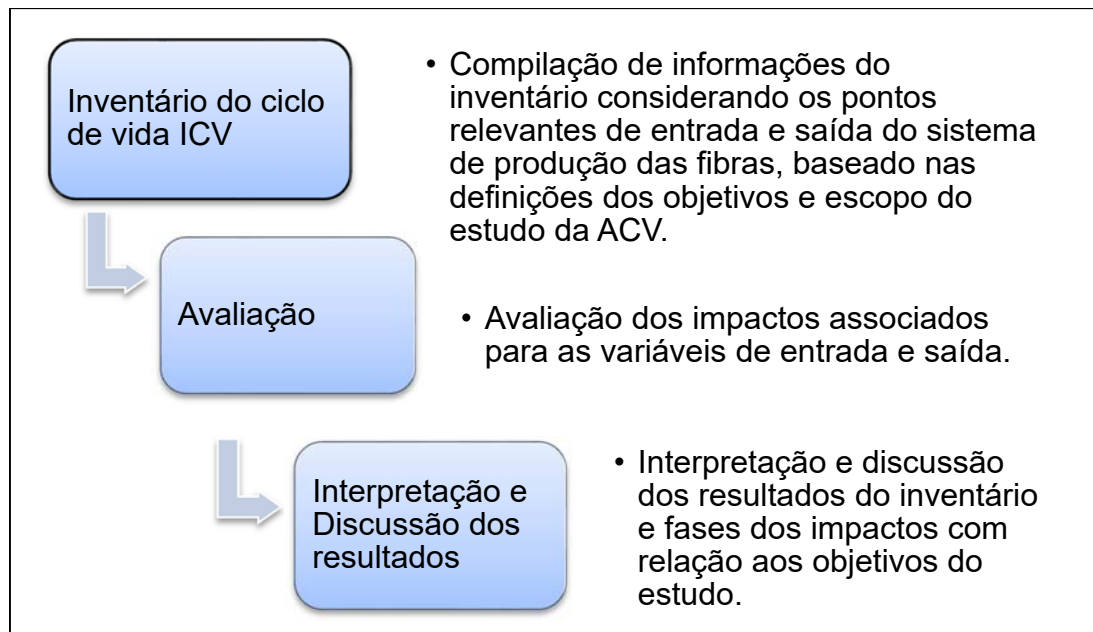 Inventário do ciclo
de vida ICV
• Compilação de informações do
inventário considerando os pontos
relevantes de entrada e saída do sistema
de produção das fibras, baseado nas
definições dos objetivos e escopo do
estudo da ACV.
Avaliação
• Avaliação dos impactos associados
para as variáveis de entrada e saída.
Interpretação e
Discussão dos
resultados
• Interpretação e discussão
dos resultados do inventário
e fases dos impactos com
relação aos objetivos do
estudo.